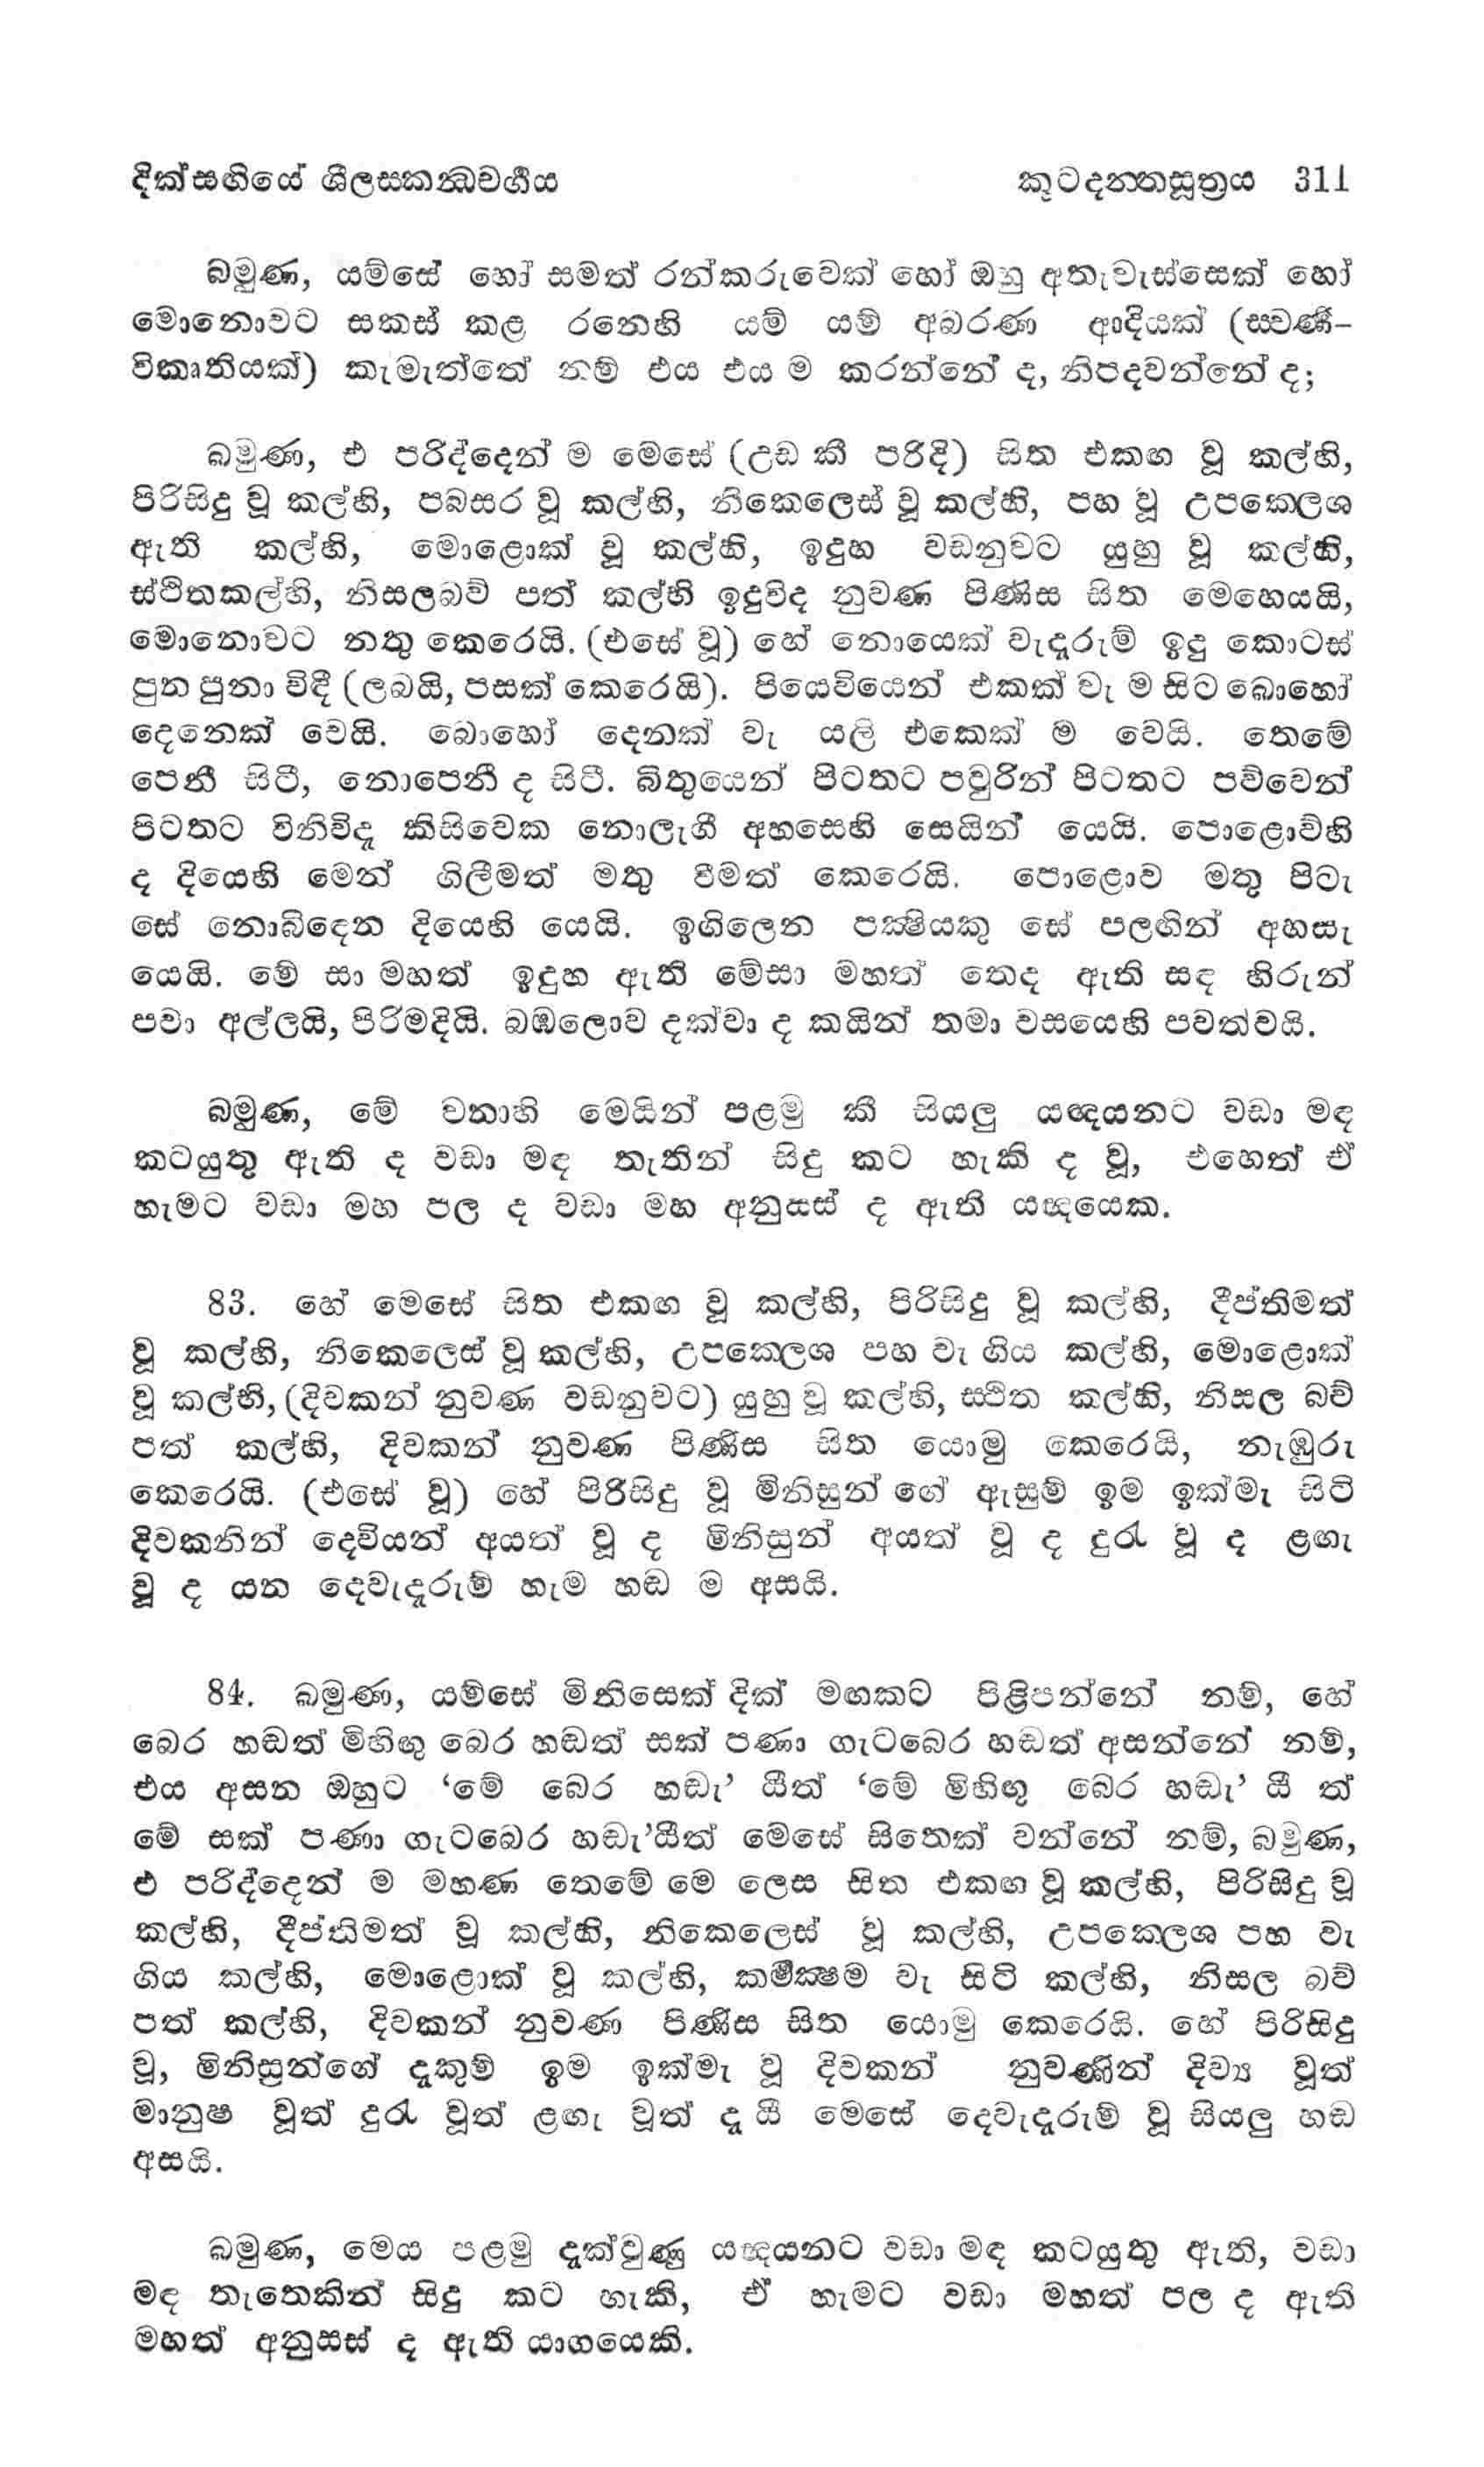 දික්සඟියේ ශීලස්කන්ධවර්ගය කූටදන්තසූත්‍රය 311
බමුණ, යම්සේ හෝ සමත් රන්කරුවෙක් හෝ ඔහු අතැවැස්සෙක් හෝ
මොනොවට සකස් කළ රනෙහි යම් යම් අබරණ ආදියක් (ස්වර්ණ-
විකෘතියක්) කැමැත්තේ නම් එය එය ම කරන්නේ ද, නිපදවන්නේ ද;
බමුණ, එ පරිද්දෙන් ම මෙසේ (උඩ කී පරිදි) සිත එකඟ වූ කල්හි,
පිරිසිදු වූ කල්හි, පබසර වූ කල්හි, නිකෙලෙස් වූ කල්හි, පහ වූ උපක්ලෙශ
ඇති කල්හි, මොළොක් වූ කල්හි, ඉදුහ වඩනුවට යුහු වූ කල්හි,
ස්ථිතකල්හි, නිසලබව් පත් කල්හි ඉදුවිද නුවණ පිණිස සිත මෙහෙයයි,
මොනොවට නතු කෙරෙයි. (එසේ වූ) හේ නොයෙක් වැදෑරුම් ඉදු කොටස්
පුන පුනා විඳී (ලබයි, පසක් කෙරෙයි). පියෙවියෙන් එකක් වැ ම සිට බොහෝ
දෙනෙක් වෙයි. බොහෝ දෙනක් වැ යලි එකෙක් ම වෙයි. තෙමේ
පෙනී සිටී, නොපෙනී ද සිටී. බිතුයෙන් පිටතට පවුරින් පිටතට පව්වෙන්
පිටතට විනිවිදැ කිසිවෙක නොලැගී අහසෙහි සෙයින් යෙයි. පොළොව්හි
ද දියෙහි මෙන් ගිලීමත් මතු වීමත් කෙරෙයි. පොළොව මතු පිටැ
සේ නොබිඳෙන දියෙහි යෙයි. ඉගිලෙන පක්ෂියකු සේ පලඟින් අහසැ
යෙයි. මේ සා මහත් ඉදුහ ඇති මේසා මහත් තෙද ඇති සඳ හිරුන්
පවා අල්ලයි, පිරිමදියි. බඹලොව දක්වා ද කයින් තමා වසයෙහි පවත්වයි.
බමුණ, මේ වනාහි මෙයින් පළමු කී සියලු යඥයනට වඩා මඳ
කටයුතු ඇති ද වඩා මඳ තැතින් සිදු කට හැකි ද වූ, එහෙත් ඒ
හැමට වඩා මහ පල ද වඩා මහ අනුසස් ද ඇති යඥයෙක.
83. හේ මෙසේ සිත එකඟ වූ කල්හි, පිරිසිදු වූ කල්හි, දීප්තිමත්
වූ කල්හි, නිකෙලෙස් වූ කල්හි, උපක්ලෙශ පහ වැ ගිය කල්හි, මොළොක්
වූ කල්හි, (දිවකන් නුවණ වඩනුවට) යුහු වූ කල්හි, ස්ථිත කල්හි, නිසල බව්
පත් කල්හි, දිවකන් නුවණ පිණිස සිත යොමු කෙරෙයි, නැඹුරු
කෙරෙයි. (එසේ වූ) හේ පිරිසිදු වූ මිනිසුන් ගේ ඇසුම් ඉම ඉක්මැ සිටි
දිවකනින් දෙවියන් අයත් වූ ද මිනිසුන් අයත් වූ ද දුරැ වූ ද ළඟැ
වූ ද යන දෙවැදෑරුම් හැම හඬ ම අසයි.
84. බමුණ, යම්සේ මිනිසෙක් දික් මඟකට පිළිපන්නේ නම්, හේ
බෙර හඬත් මිහිඟු බෙර හඬත් සක් පණා ගැටබෙර හඬත් අසන්නේ නම්,
එය අසන ඔහුට ‘මේ බෙර හඬැ’ යීත් ‘මේ මිහිඟු බෙර හඬැ’ යී ත්
මේ සක් පණා ගැටබෙර හඬැ’යීත් මෙසේ සිතෙක් වන්නේ නම්, බමුණ,
එ පරිද්දෙන් ම මහණ තෙමේ මෙ ලෙස සිත එකඟ වූ කල්හි, පිරිසිදු වූ
කල්හි, දීප්තිමත් වූ කල්හි, නිකෙලෙස් වූ කල්හි, උපක්ලෙශ පහ වැ
ගිය කල්හි, මොළොක් වූ කල්හි, කර්මක්ෂම වැ සිටි කල්හි, නිසල බව්
පත් කල්හි, දිවකන් නුවණ පිණිස සිත යොමු කෙරෙයි. හේ පිරිසිදු
වූ, මිනිසුන්ගේ දැකුම් ඉම ඉක්මැ වූ දිවකන් නුවණින් දිව්‍ය වූත්
මානුෂ වූත් දුරැ වූත් ළඟැ වූත් දැ යී මෙසේ දෙවැදෑරුම් වූ සියලු හඬ
අසයි.
බමුණ, මෙය පළමු දැක්වුණු යඥයනට වඩා මඳ කටයුතු ඇති, වඩා
මඳ තැතෙකින් සිදු කට හැකි, ඒ හැමට වඩා මහත් පල ද ඇති
මහත් අනුසස් ද ඇති යාගයෙකි.